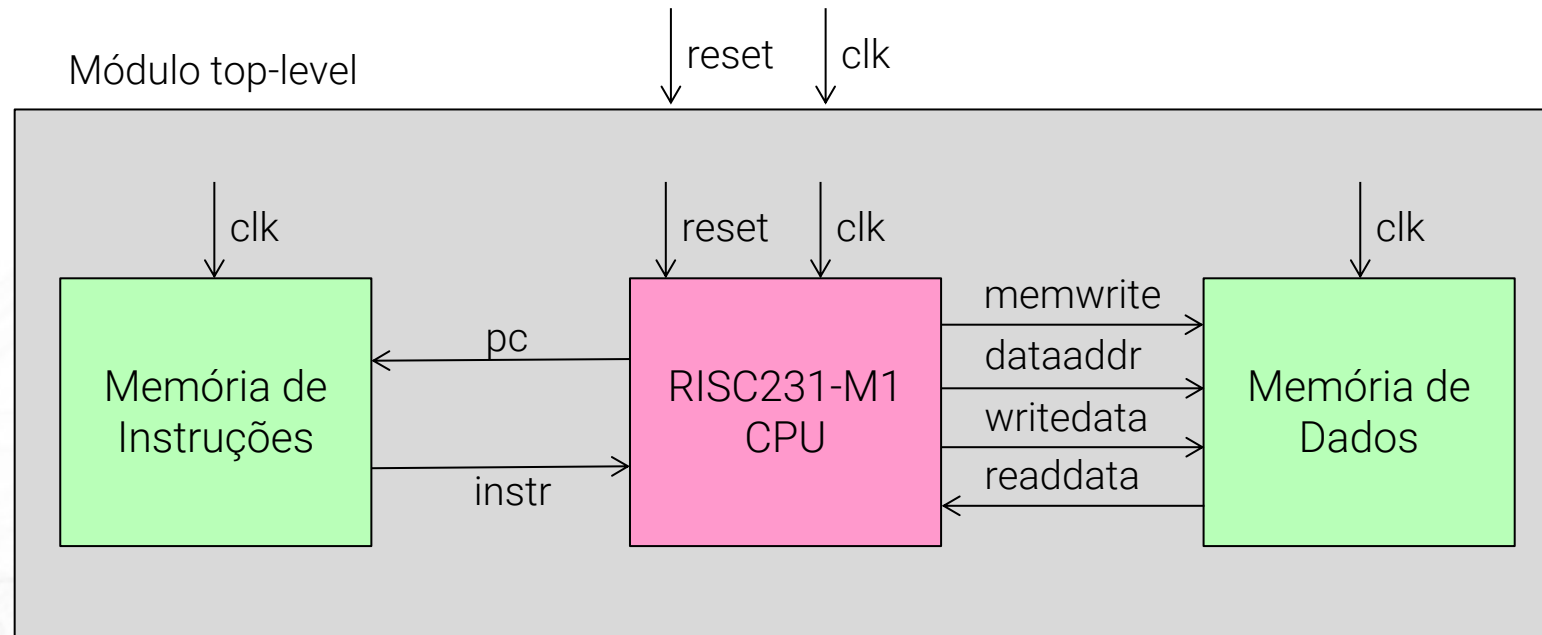 reset
clk
Módulo top-level
clk
reset
clk
clk
memwrite
pc
dataaddr
Memória de
Instruções
RISC231-M1
CPU
writedata
Memória de
Dados
readdata
instr